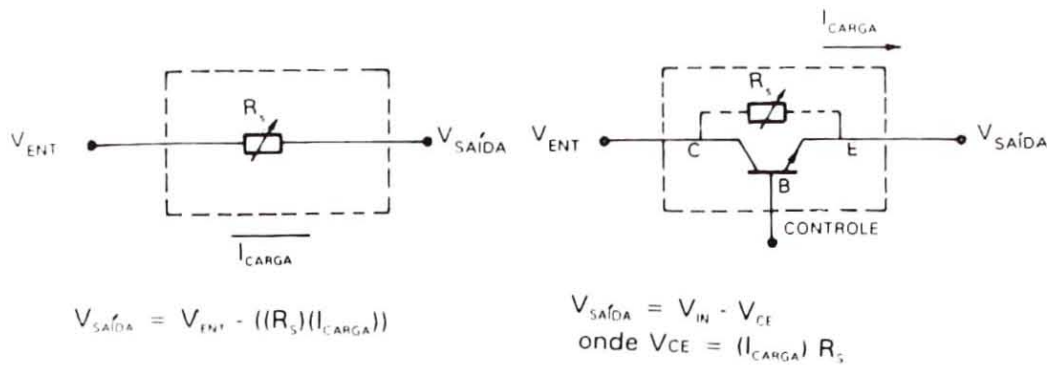 R_s
V_ENT
V_SAÍDA
I_CARGA
V_SAÍDA = V_ENT - ((R_s)(I_CARGA))
I_CARGA
R_s
V_ENT
C
E
V_SAÍDA
B
CONTROLE
V_SAÍDA = V_IN - V_CE
onde VCE = (I_CARGA) R_s